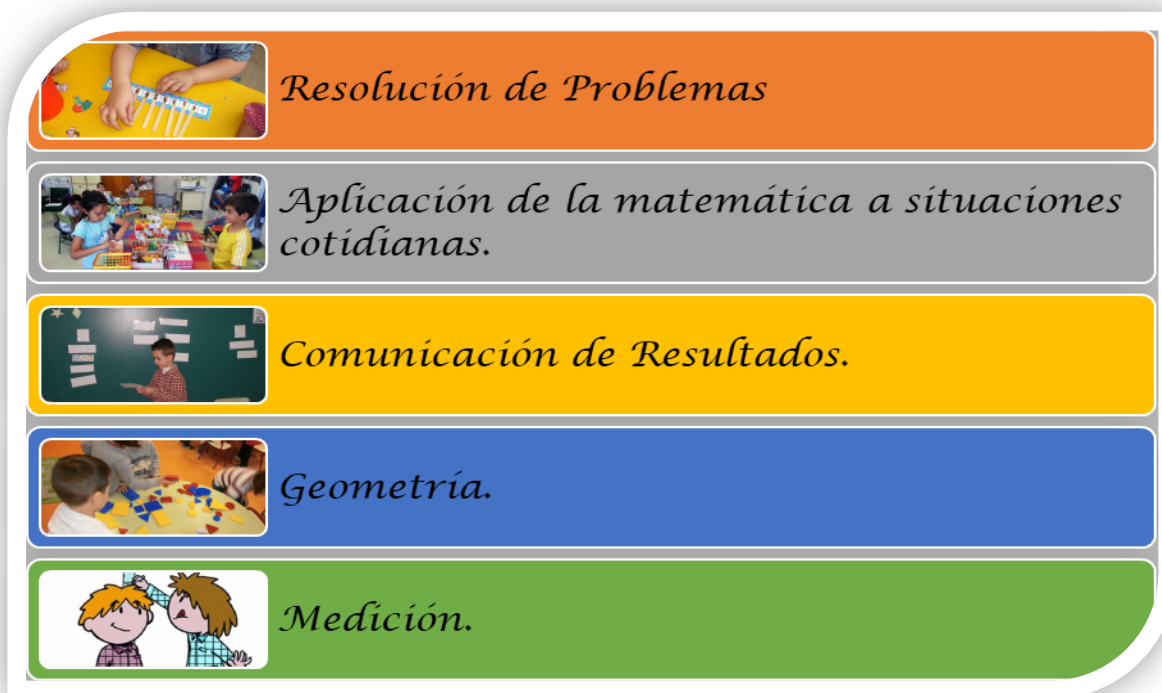 Resolución de Problemas
Aplicación de la matemática a situaciones
cotidianas.
Comunicación de Resultados.
Geometría.
Medición.